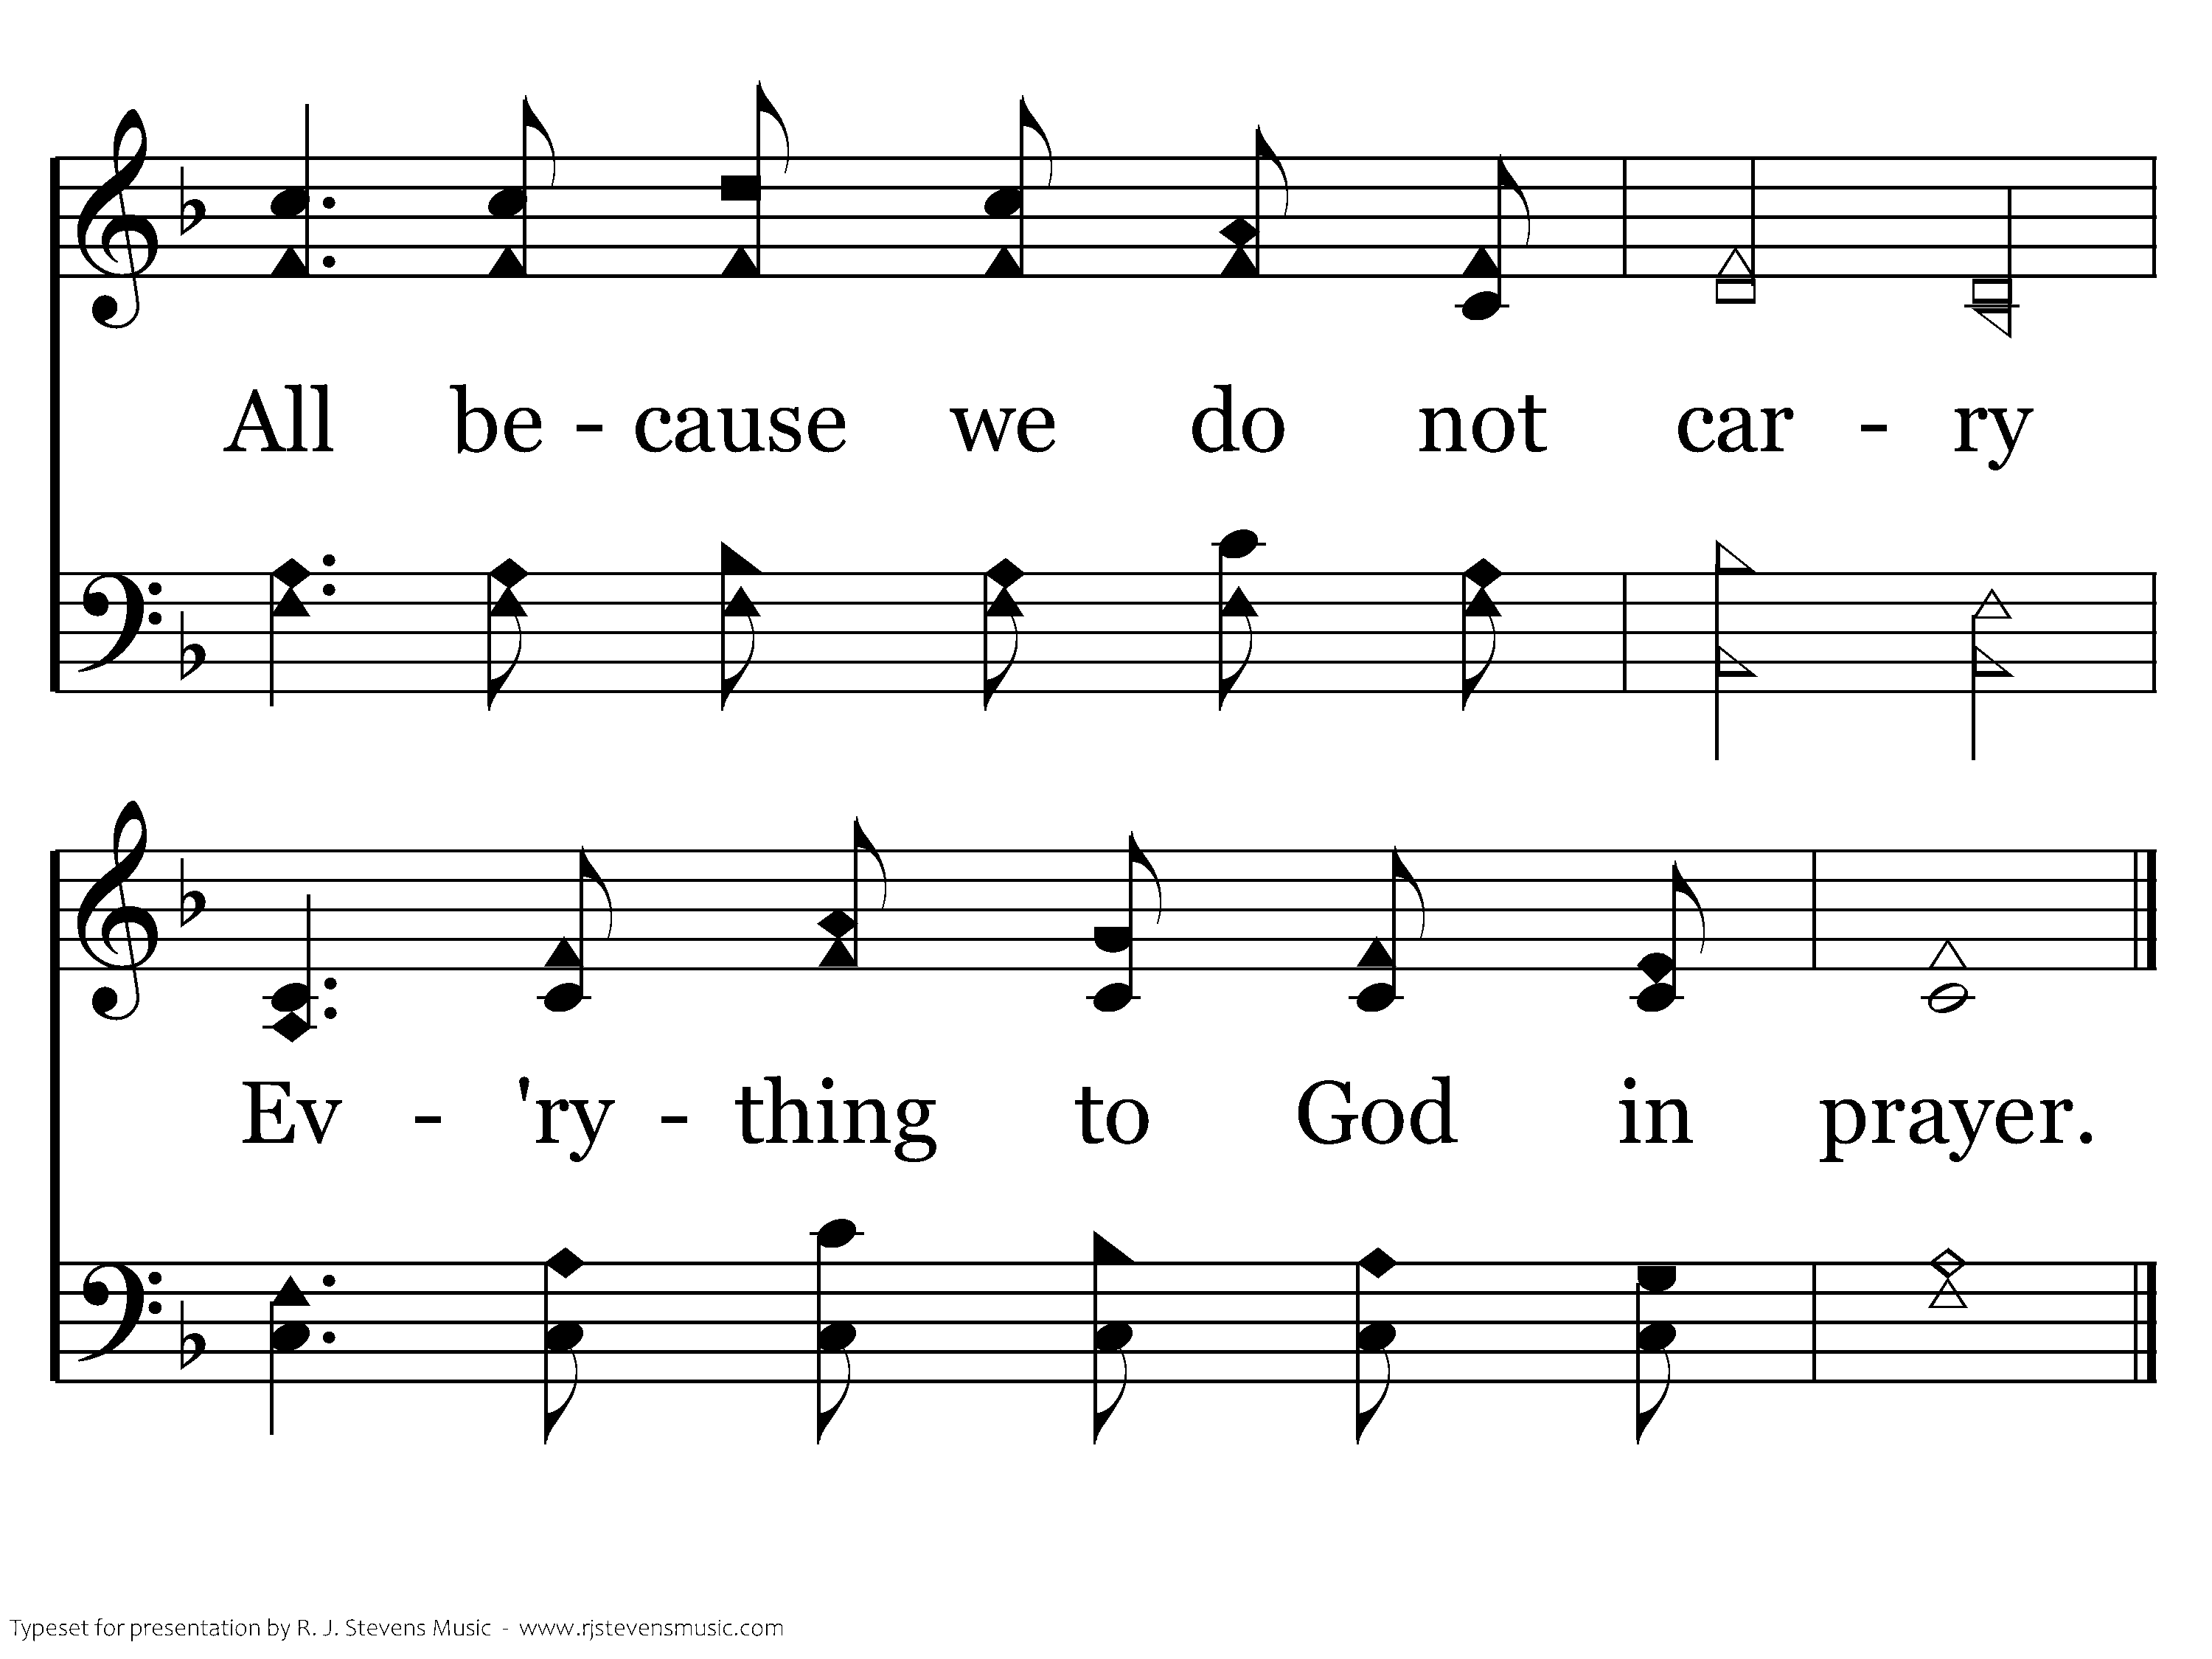 All be - cause we do not car - ry
Ev - 'ry - thing to God in prayer.
Typeset for presentation by R. J. Stevens Music - www.rjstevensmusic.com